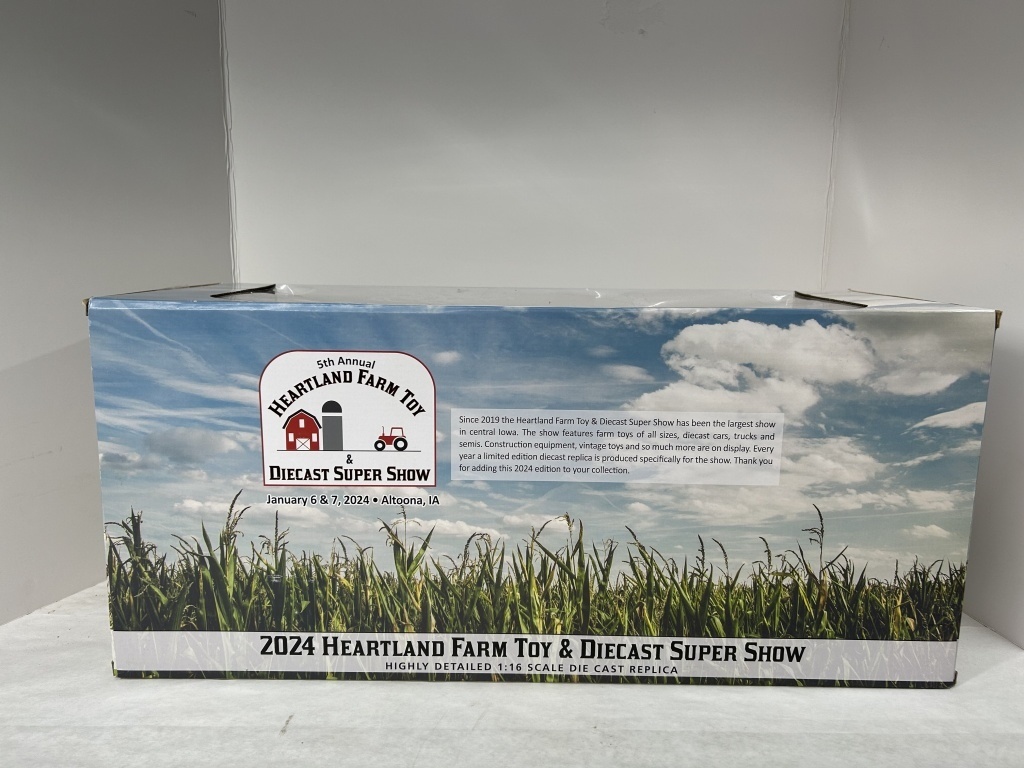 5th Annual
Heartland Farm Toy
&
Diecast Super Show
January 6 & 7, 2024 • Altoona, IA
Since 2019 the Heartland Farm Toy & Diecast Super Show has been the largest show
in central Iowa. The show features farm toys of all sizes, diecast cars, trucks and
semis. Construction equipment, vintage toys and so much more are on display. Every
year a limited edition diecast replica is produced specifically for the show. Thank you
for adding this 2024 edition to your collection.
2024 Heartland Farm Toy & Diecast Super Show
HIGHLY DETAILED 1:16 SCALE DIE CAST REPLICA